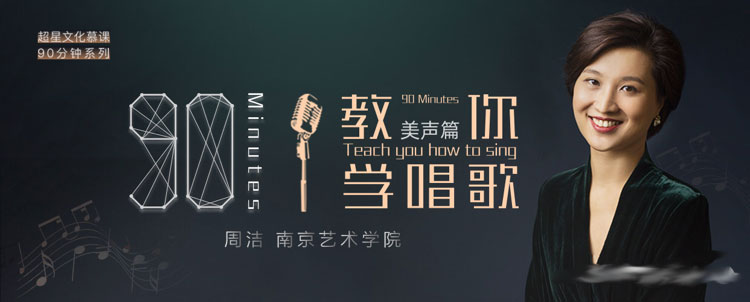 超星文化慕课
90分钟系列
90
Minutes
教 你
90 Minutes
美声篇
Teach you how to sing
学唱歌
周洁 南京艺术学院